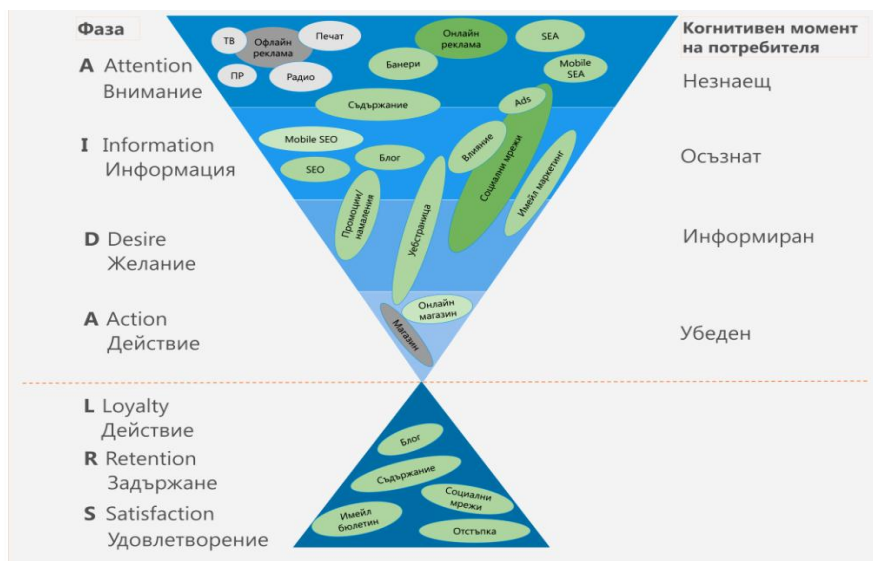 Фаза
Когнитивен момент
на потребителя
A Attention
Внимание
Незнаещ
ТВ
Офлайн
реклама
Печат
ПР
Радио
Онлайн
реклама
Банери
SEA
Mobile
SEA
Съдържание
Ads
I Information
Информация
Осъзнат
Mobile SEO
SEO
Блог
Влияние
Социални мрежи
Имейл маркетинг
Промоции/
намаления
Уебстраница
D Desire
Желание
Информиран
A Action
Действие
Убеден
Онлайн
магазин
Магазин
L Loyalty
Действие
Блог
R Retention
Задържане
Съдържание
Социални
мрежи
S Satisfaction
Удовлетворение
Имейл
бюлетин
Отстъпка